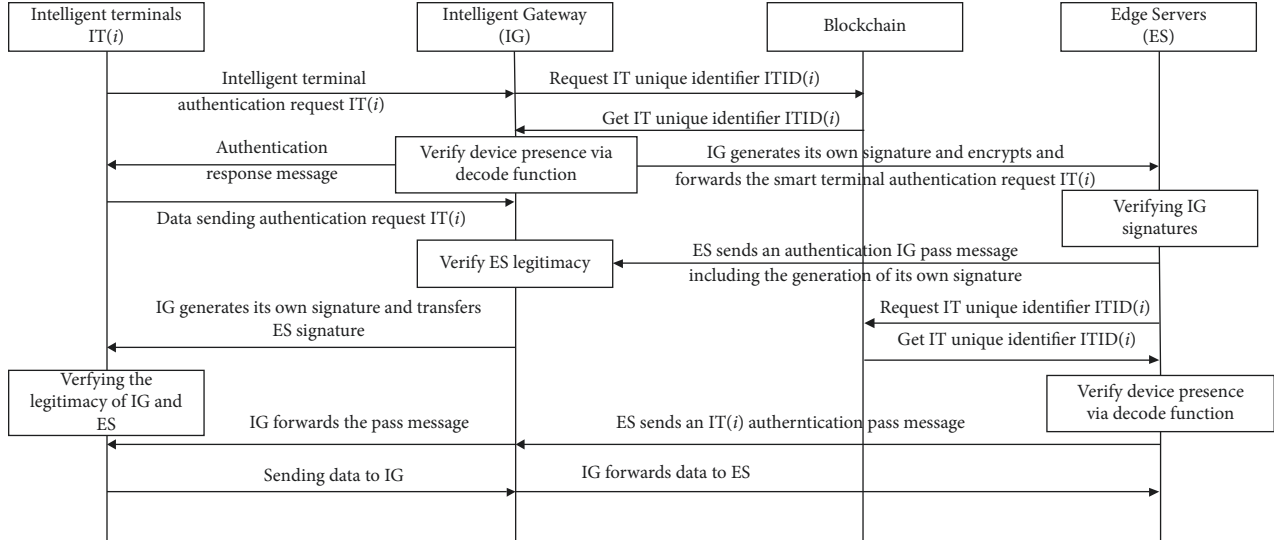 Intelligent terminals
IT(i)
Intelligent Gateway
(IG)
Blockchain
Edge Servers
(ES)
Intelligent terminal
authentication request IT(i)
Request IT unique identifier ITID(i)
Get IT unique identifier ITID(i)
Authentication
response message
Verify device presence via
decode function
IG generates its own signature and encrypts and
forwards the smart terminal authentication request IT(i)
Data sending authentication request IT(i)
Verifying IG
signatures
Verify ES legitimacy
ES sends an authentication IG pass message
including the generation of its own signature
IG generates its own signature and transfers
ES signature
Request IT unique identifier ITID(i)
Get IT unique identifier ITID(i)
Verfying the
legitimacy of IG and
ES
Verify device presence
via decode function
IG forwards the pass message
ES sends an IT(i) autherntication pass message
Sending data to IG
IG forwards data to ES